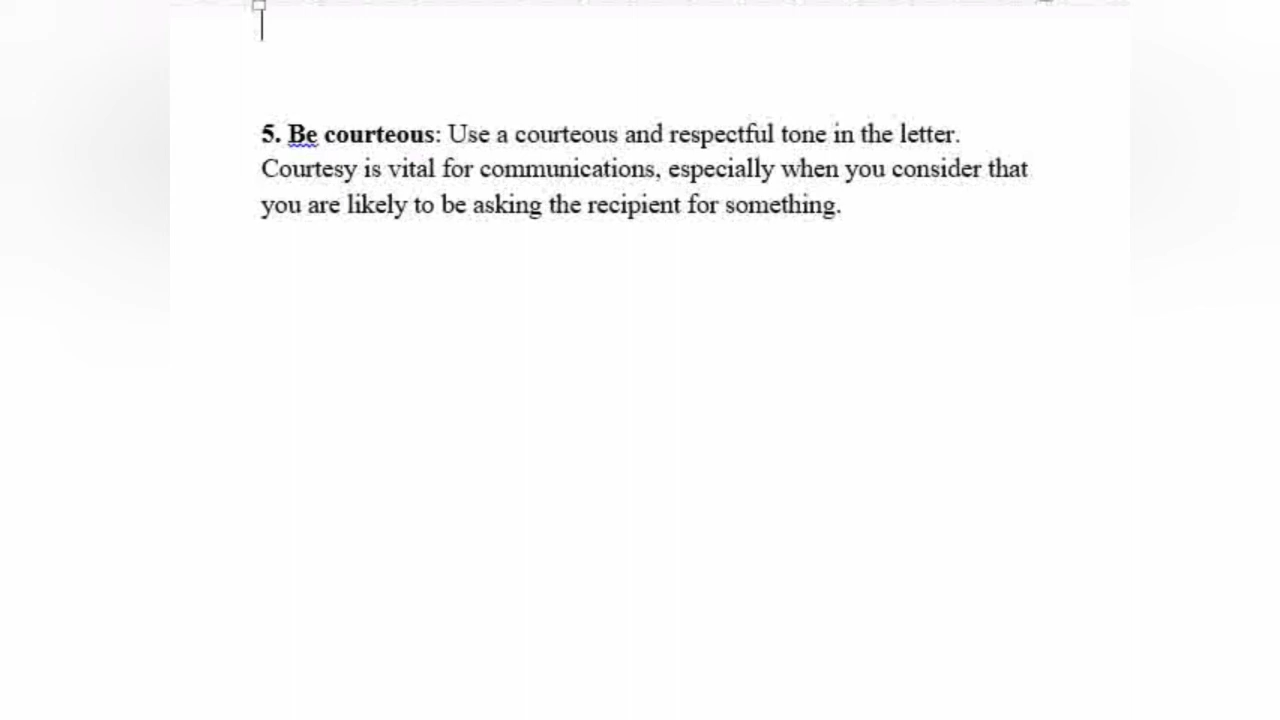 5. Be courteous: Use a courteous and respectful tone in the letter.
Courtesy is vital for communications, especially when you consider that
you are likely to be asking the recipient for something.